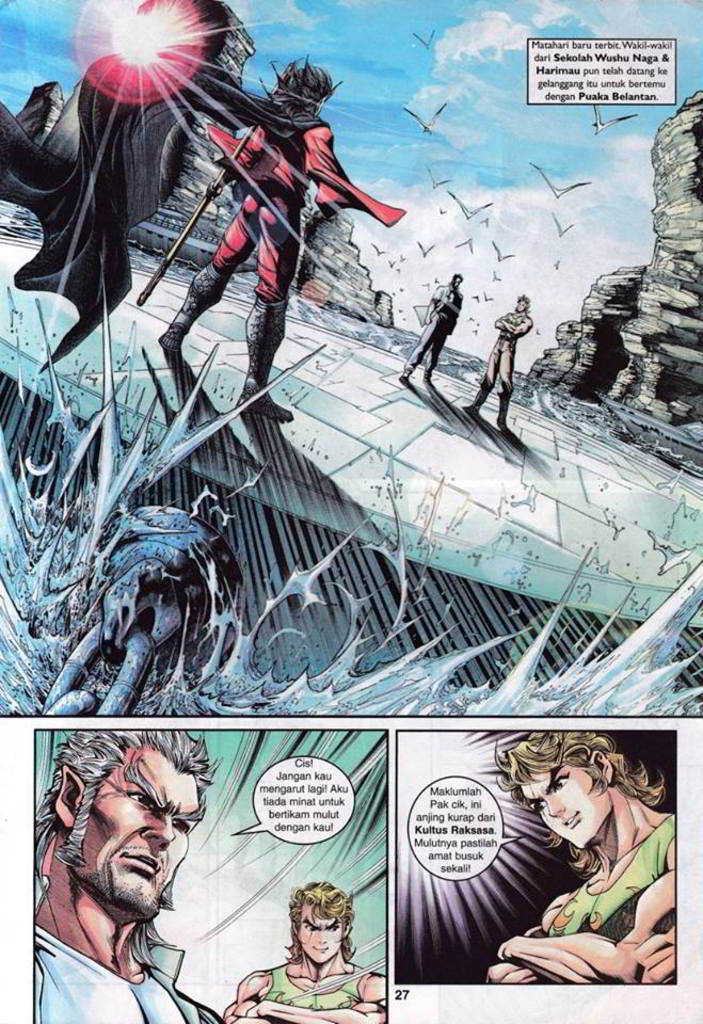 Matahari baru terbit. Wakil-wakil
dari Sekolah Wushu Naga &
Harimau pun telah datang ke
gelanggang itu untuk bertemu
dengan Puaka Belantan.
Cis!
Jangan kau
mengarut lagi! Aku
tiada minat untuk
bertikam mulut
dengan kau!
Maklumlah
Pak cik, ini
anjing kurap dari
Kultus Raksasa.
Mulutnya pastilah
amat busuk
sekali!
27